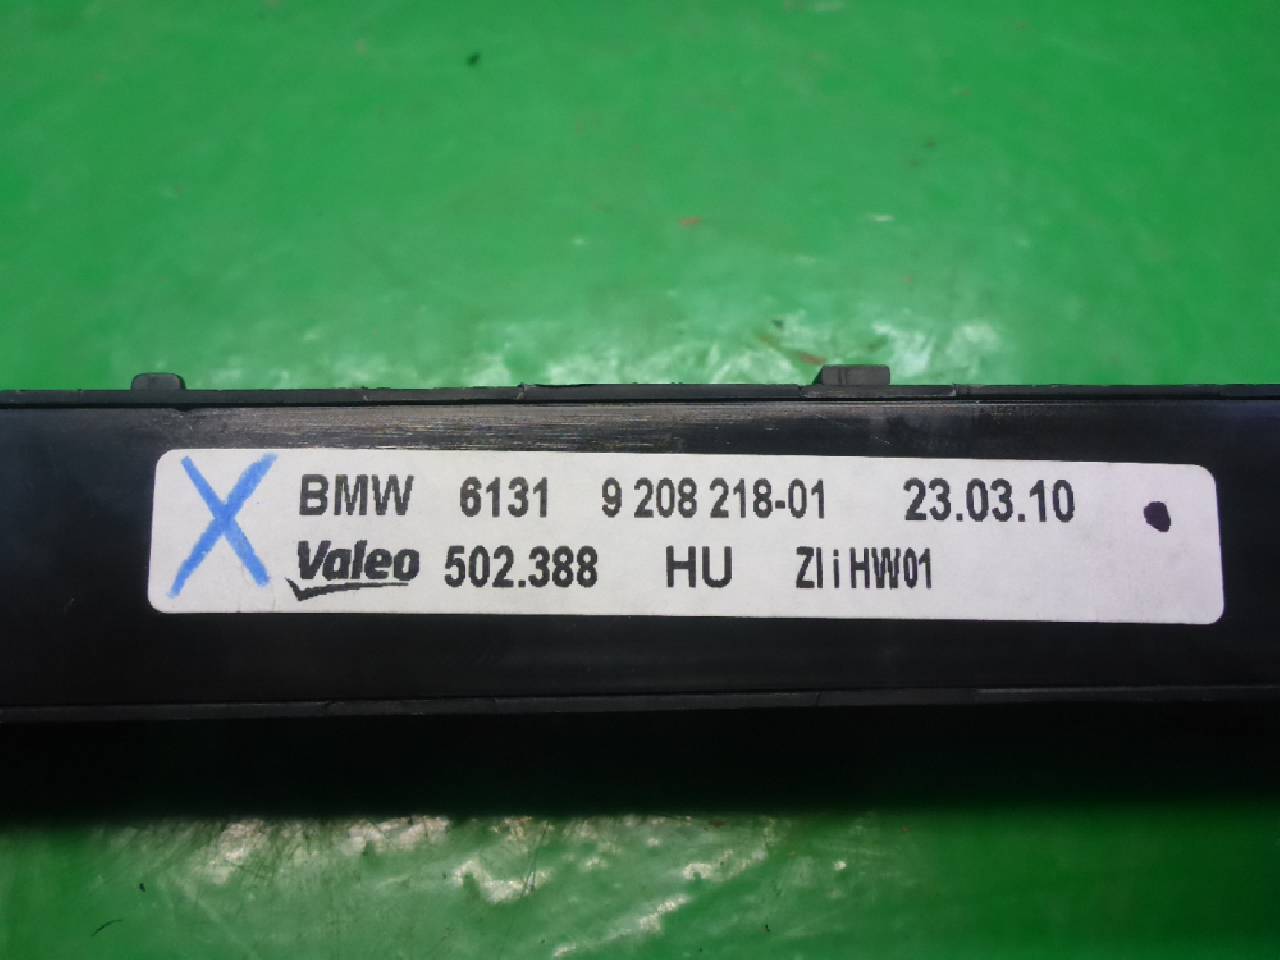 BMW 6131 9 208 218-01 23.03.10
Valeo 502.388 HU ZI i HW01